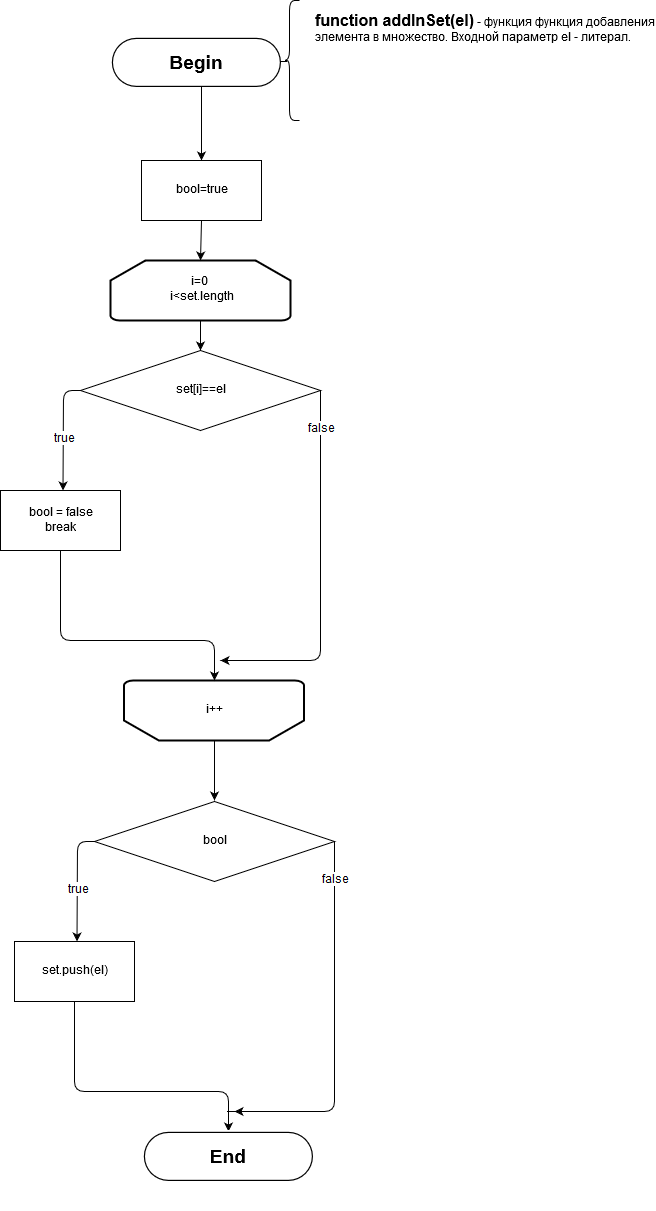 function addInSet(el) - функция функция добавления
элемента в множество. Входной параметр el - литерал.
Begin
bool=true
i=0
i<set.length
set[i]==el
true
false
bool = false
break
i++
bool
true
false
set.push(el)
End